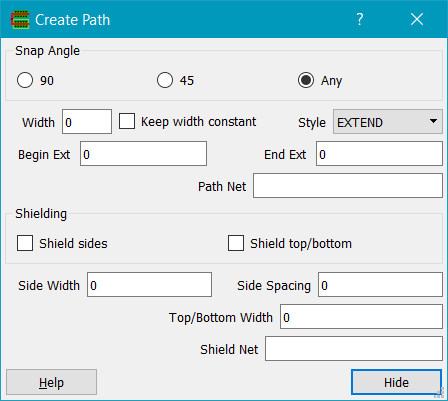 Create Path
?
Snap Angle
90 45 Any
Width 0 Keep width constant Style EXTEND
Begin Ext 0 End Ext 0
Path Net
Shielding
Shield sides Shield top/bottom
Side Width 0 Side Spacing 0
Top/Bottom Width 0
Shield Net
Help Hide